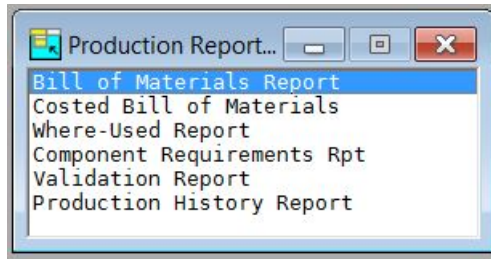 Production Report...
Bill of Materials Report
Costed Bill of Materials
Where-Used Report
Component Requirements Rpt
Validation Report
Production History Report